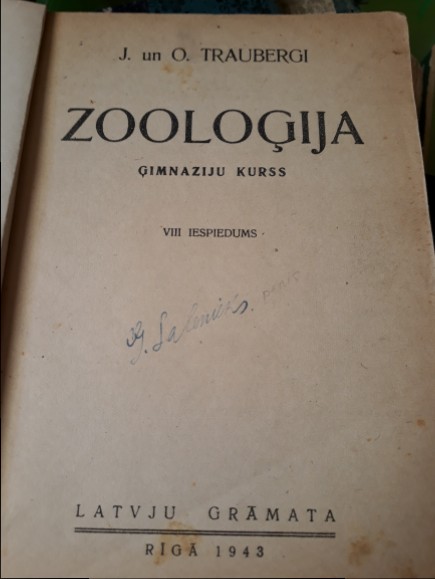 J. un O. TRAUBERGI
ZOOLOĢIJA
ĢIMNAZIJU KURSS
VIII IESPIEDUMS
LATVJU GRĀMATA
RĪGĀ 1943